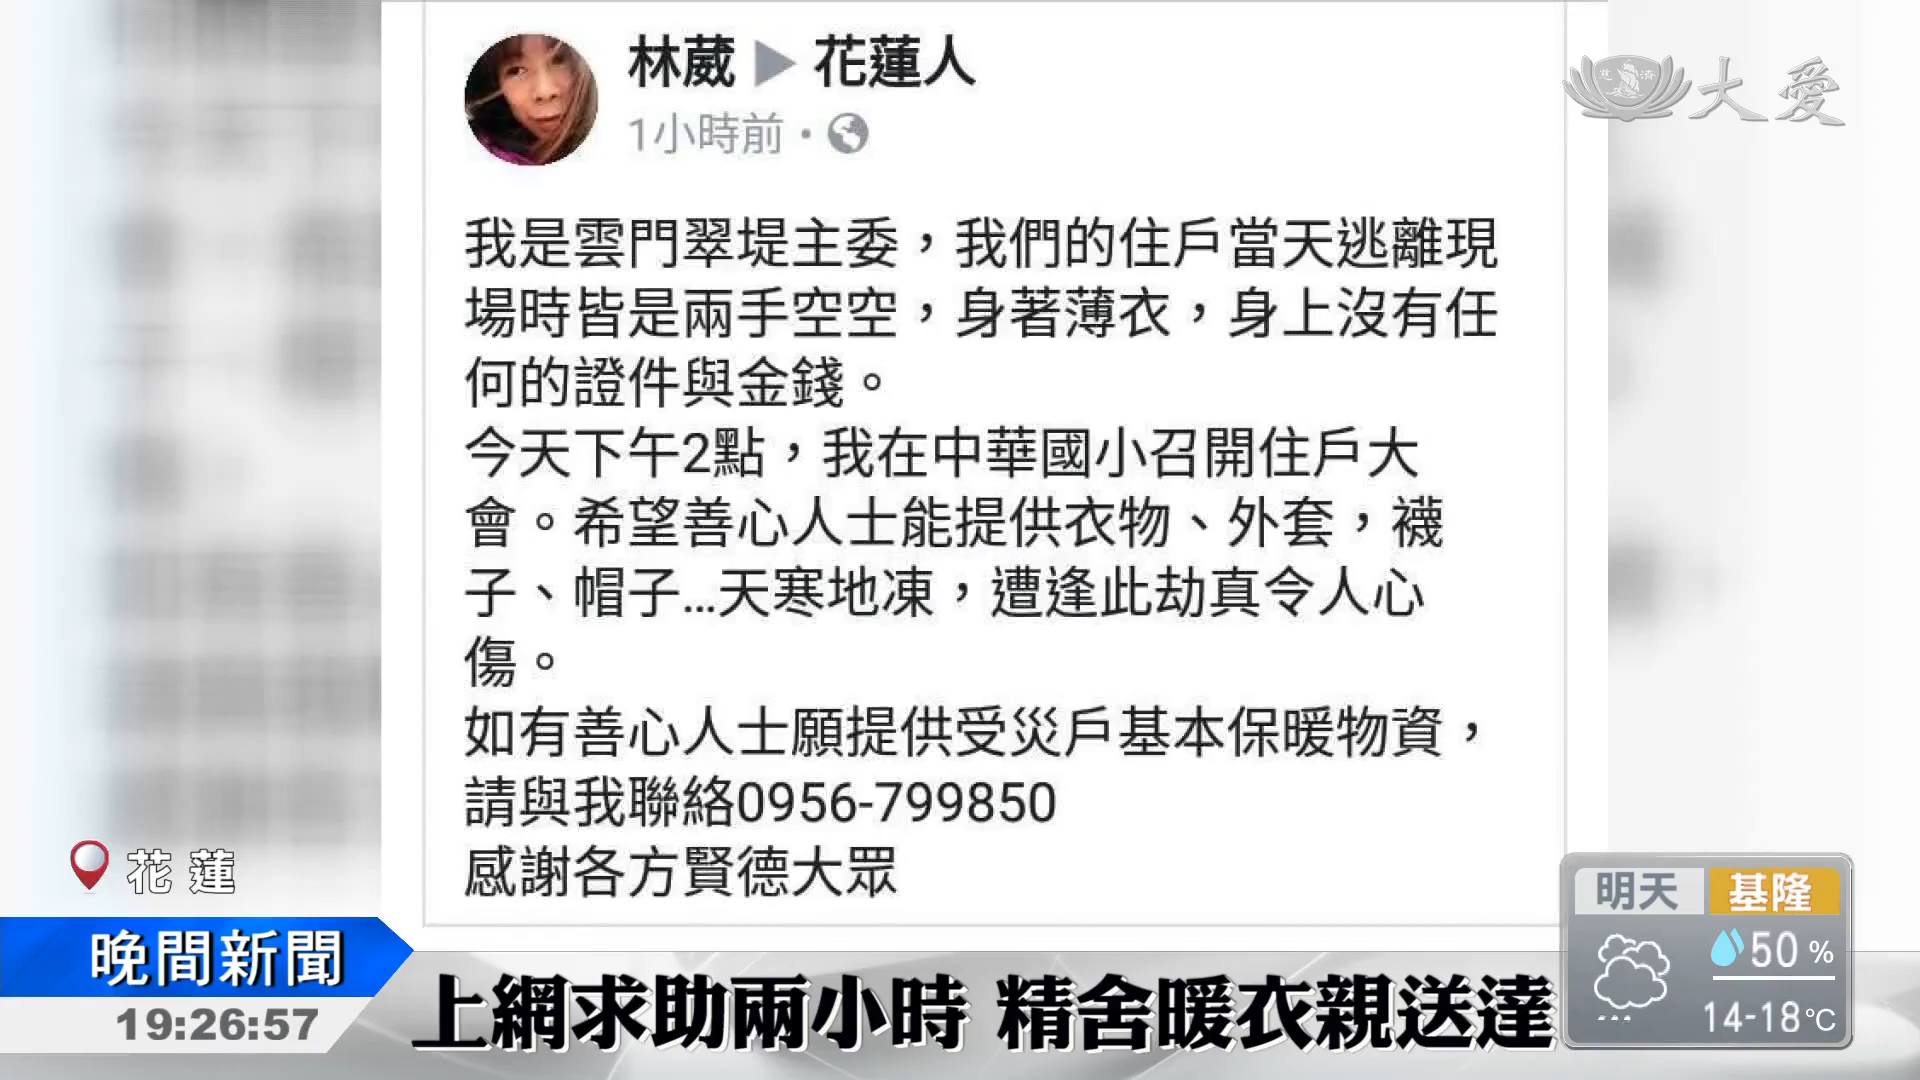 林葳 ▶ 花蓮人
1小時前・
大愛
我是雲門翠堤主委，我們的住戶當天逃離現
場時皆是兩手空空，身著薄衣，身上沒有任
何的證件與金錢。
今天下午2點，我在中華國小召開住戶大
會。希望善心人士能提供衣物、外套，襪
子、帽子...天寒地凍，遭逢此劫真令人心
傷。
如有善心人士願提供受災戶基本保暖物資，
請與我聯絡0956-799850
感謝各方賢德大眾
花蓮
晚間新聞
19:26:57
上網求助兩小時 精舍暖衣親送達
明天 基隆
50 %
14-18°C